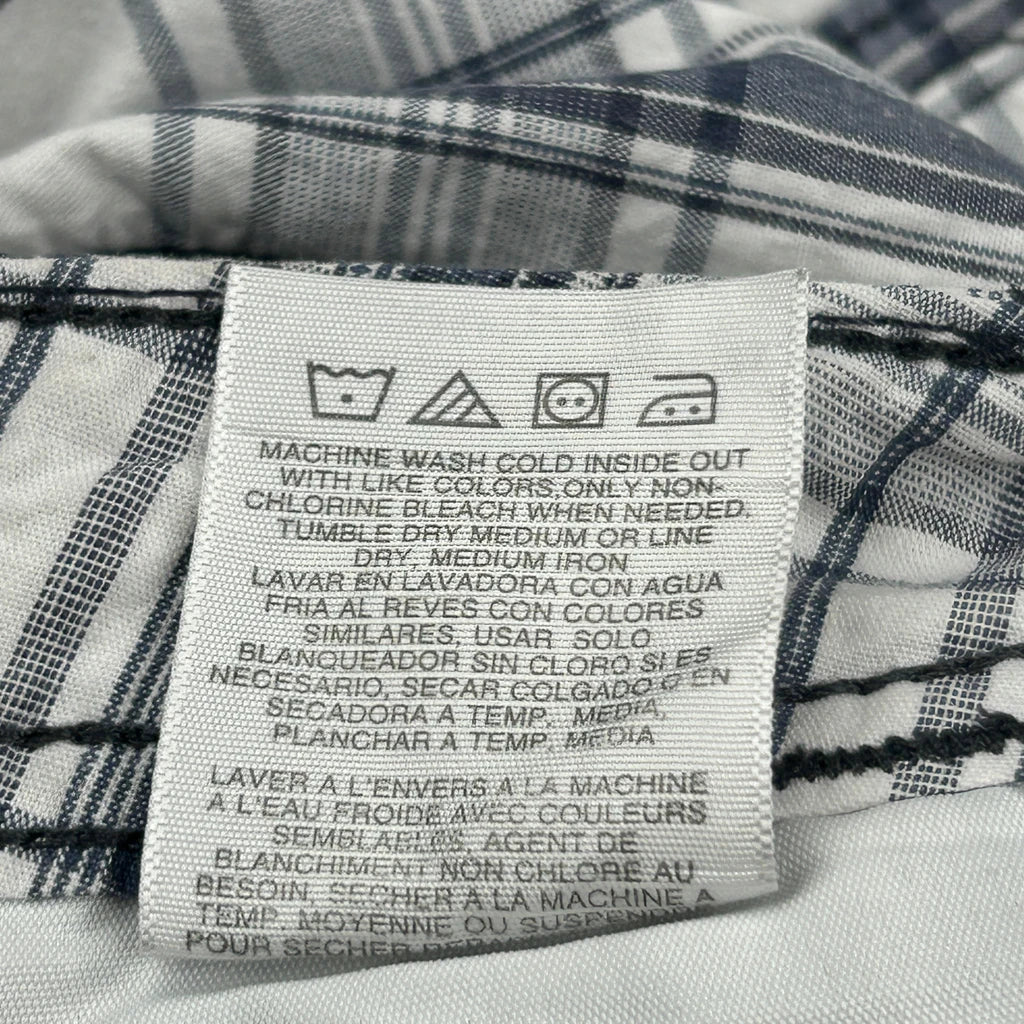 MACHINE WASH COLD INSIDE OUT
WITH LIKE COLORS,ONLY NON-
CHLORINE BLEACH WHEN NEEDED.
TUMBLE DRY MEDIUM OR LINE
DRY, MEDIUM IRON
LAVAR EN LAVADORA CON AGUA
FRIA AL REVES CON COLORES
SIMILARES, USAR SOLO
BLANQUEADOR SIN CLORO SI ES
NECESARIO, SECAR COLGADO O EN
SECADORA A TEMP. MEDIA,
PLANCHAR A TEMP. MEDIA
LAVER A L'ENVERS A LA MACHINE
A L'EAU FROIDE AVEC COULEURS
SEMBLABLES, AGENT DE
BLANCHIMENT NON CHLORE AU
BESOIN, SECHER A LA MACHINE A
TEMP. MOYENNE OU SUSPENDRE
POUR SECHER